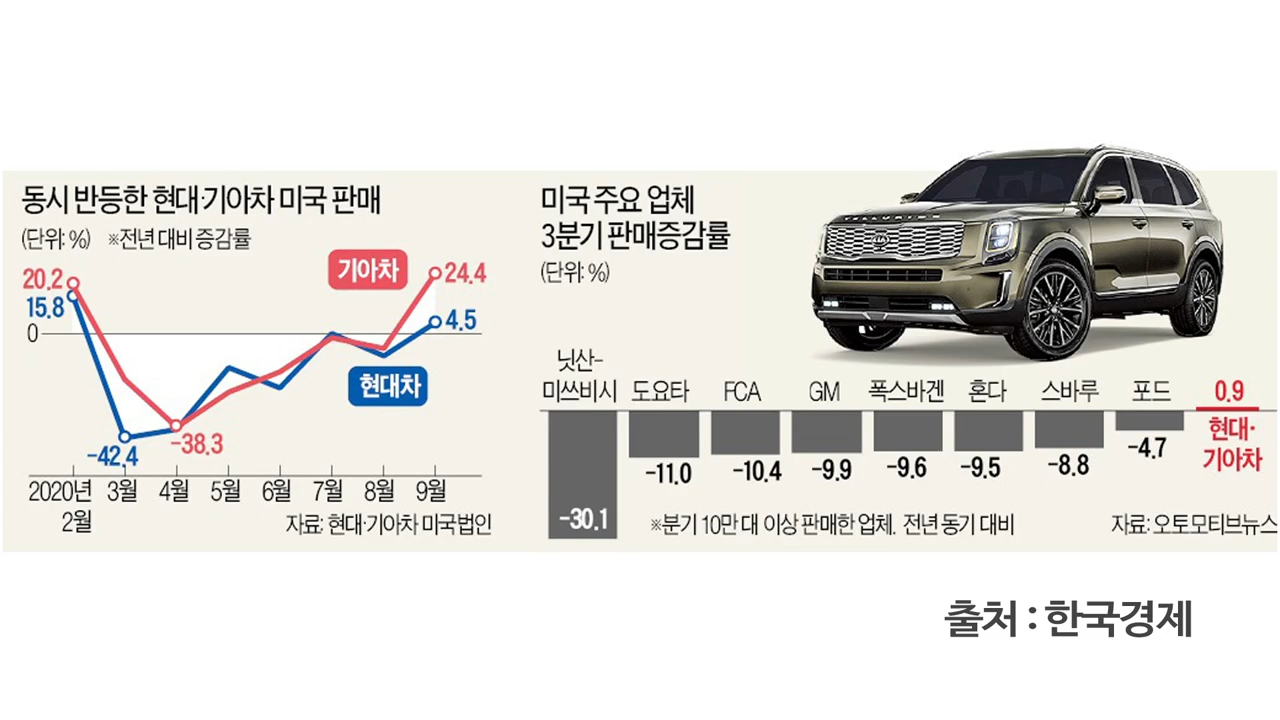 동시 반등한 현대·기아차 미국 판매
(단위: %) ※전년 대비 증감률
기아차
20.2
24.4
15.8
4.5
0
현대차
-42.4
-38.3
2020년 2월 3월 4월 5월 6월 7월 8월 9월
자료: 현대·기아차 미국법인
미국 주요 업체
3분기 판매증감률
(단위: %)
TELLURIDE
닛산-
미쓰비시 도요타 FCA GM 폭스바겐 혼다 스바루 포드 0.9
현대·
기아차
-30.1 -11.0 -10.4 -9.9 -9.6 -9.5 -8.8 -4.7
※분기 10만 대 이상 판매한 업체. 전년 동기 대비
자료: 오토모티브뉴스
출처 : 한국경제